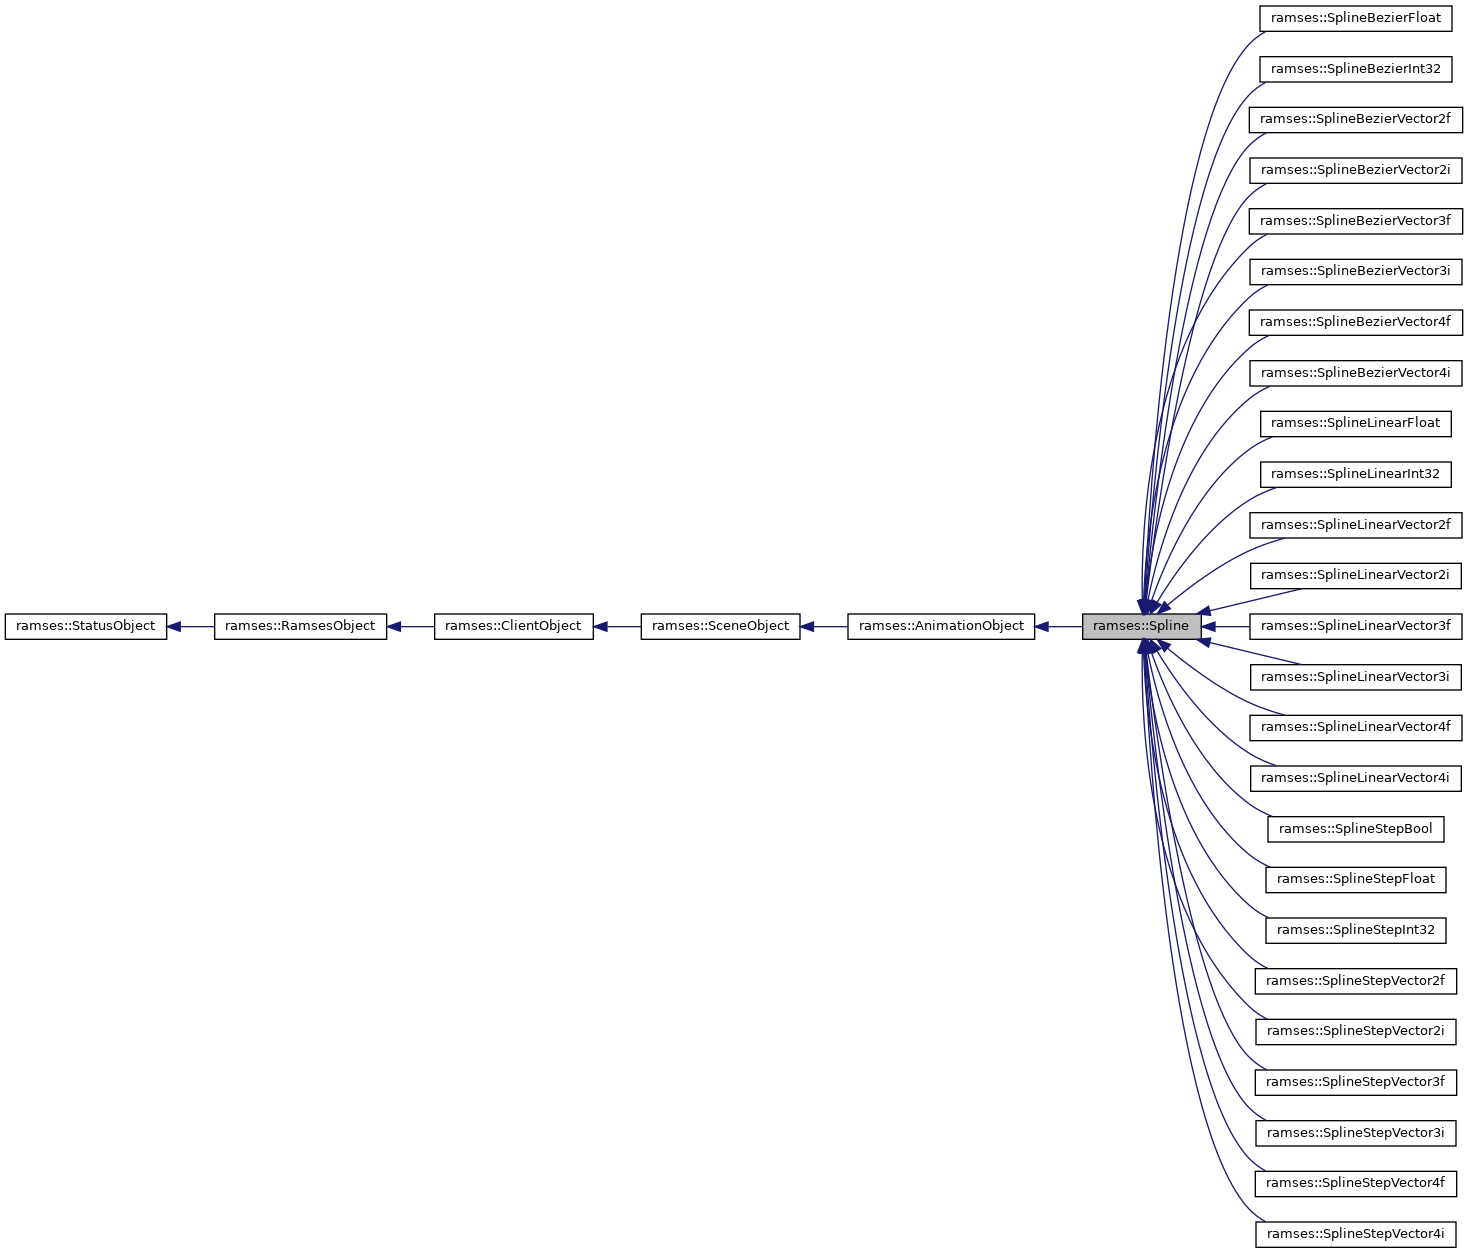 ramses::SplineBezierFloat
ramses::SplineBezierInt32
ramses::SplineBezierVector2f
ramses::SplineBezierVector2i
ramses::SplineBezierVector3f
ramses::SplineBezierVector3i
ramses::SplineBezierVector4f
ramses::SplineBezierVector4i
ramses::SplineLinearFloat
ramses::SplineLinearInt32
ramses::SplineLinearVector2f
ramses::SplineLinearVector2i
ramses::StatusObject ramses::RamsesObject ramses::ClientObject ramses::SceneObject ramses::AnimationObject ramses::Spline ramses::SplineLinearVector3f
ramses::SplineLinearVector3i
ramses::SplineLinearVector4f
ramses::SplineLinearVector4i
ramses::SplineStepBool
ramses::SplineStepFloat
ramses::SplineStepInt32
ramses::SplineStepVector2f
ramses::SplineStepVector2i
ramses::SplineStepVector3f
ramses::SplineStepVector3i
ramses::SplineStepVector4f
ramses::SplineStepVector4i